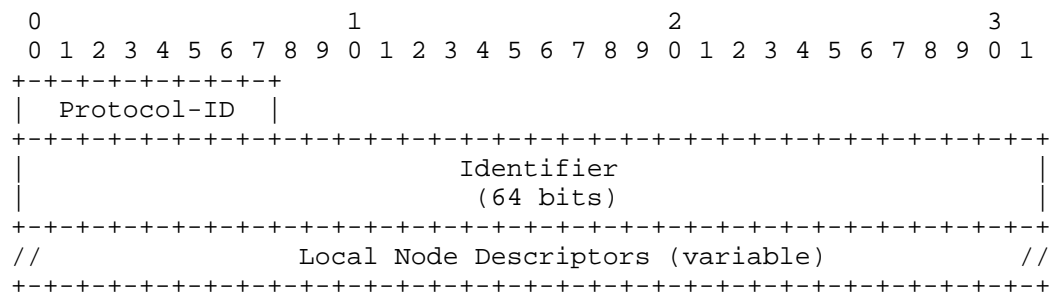 0                   1                   2                   3
 0 1 2 3 4 5 6 7 8 9 0 1 2 3 4 5 6 7 8 9 0 1 2 3 4 5 6 7 8 9 0 1
+-+-+-+-+-+-+-+-+
|  Protocol-ID  |
+-+-+-+-+-+-+-+-+-+-+-+-+-+-+-+-+-+-+-+-+-+-+-+-+-+-+-+-+-+-+-+-+
|                           Identifier                          |
|                            (64 bits)                          |
+-+-+-+-+-+-+-+-+-+-+-+-+-+-+-+-+-+-+-+-+-+-+-+-+-+-+-+-+-+-+-+-+
//                Local Node Descriptors (variable)            //
+-+-+-+-+-+-+-+-+-+-+-+-+-+-+-+-+-+-+-+-+-+-+-+-+-+-+-+-+-+-+-+-+